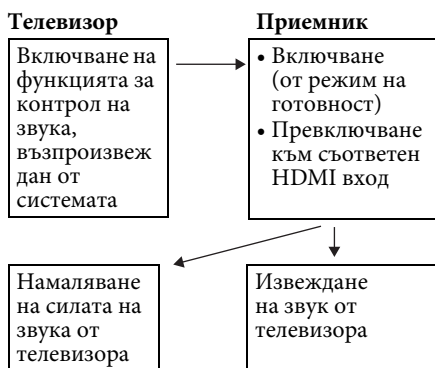 Телевизор
Включване на
функцията за
контрол на
звука,
възпроизвеж
дан от
системата
Приемник
• Включване
(от режим на
готовност)
• Превключване
към съответен
HDMI вход
Намаляване
на силата на
звука от
телевизора
Извеждане
на звук от
телевизора